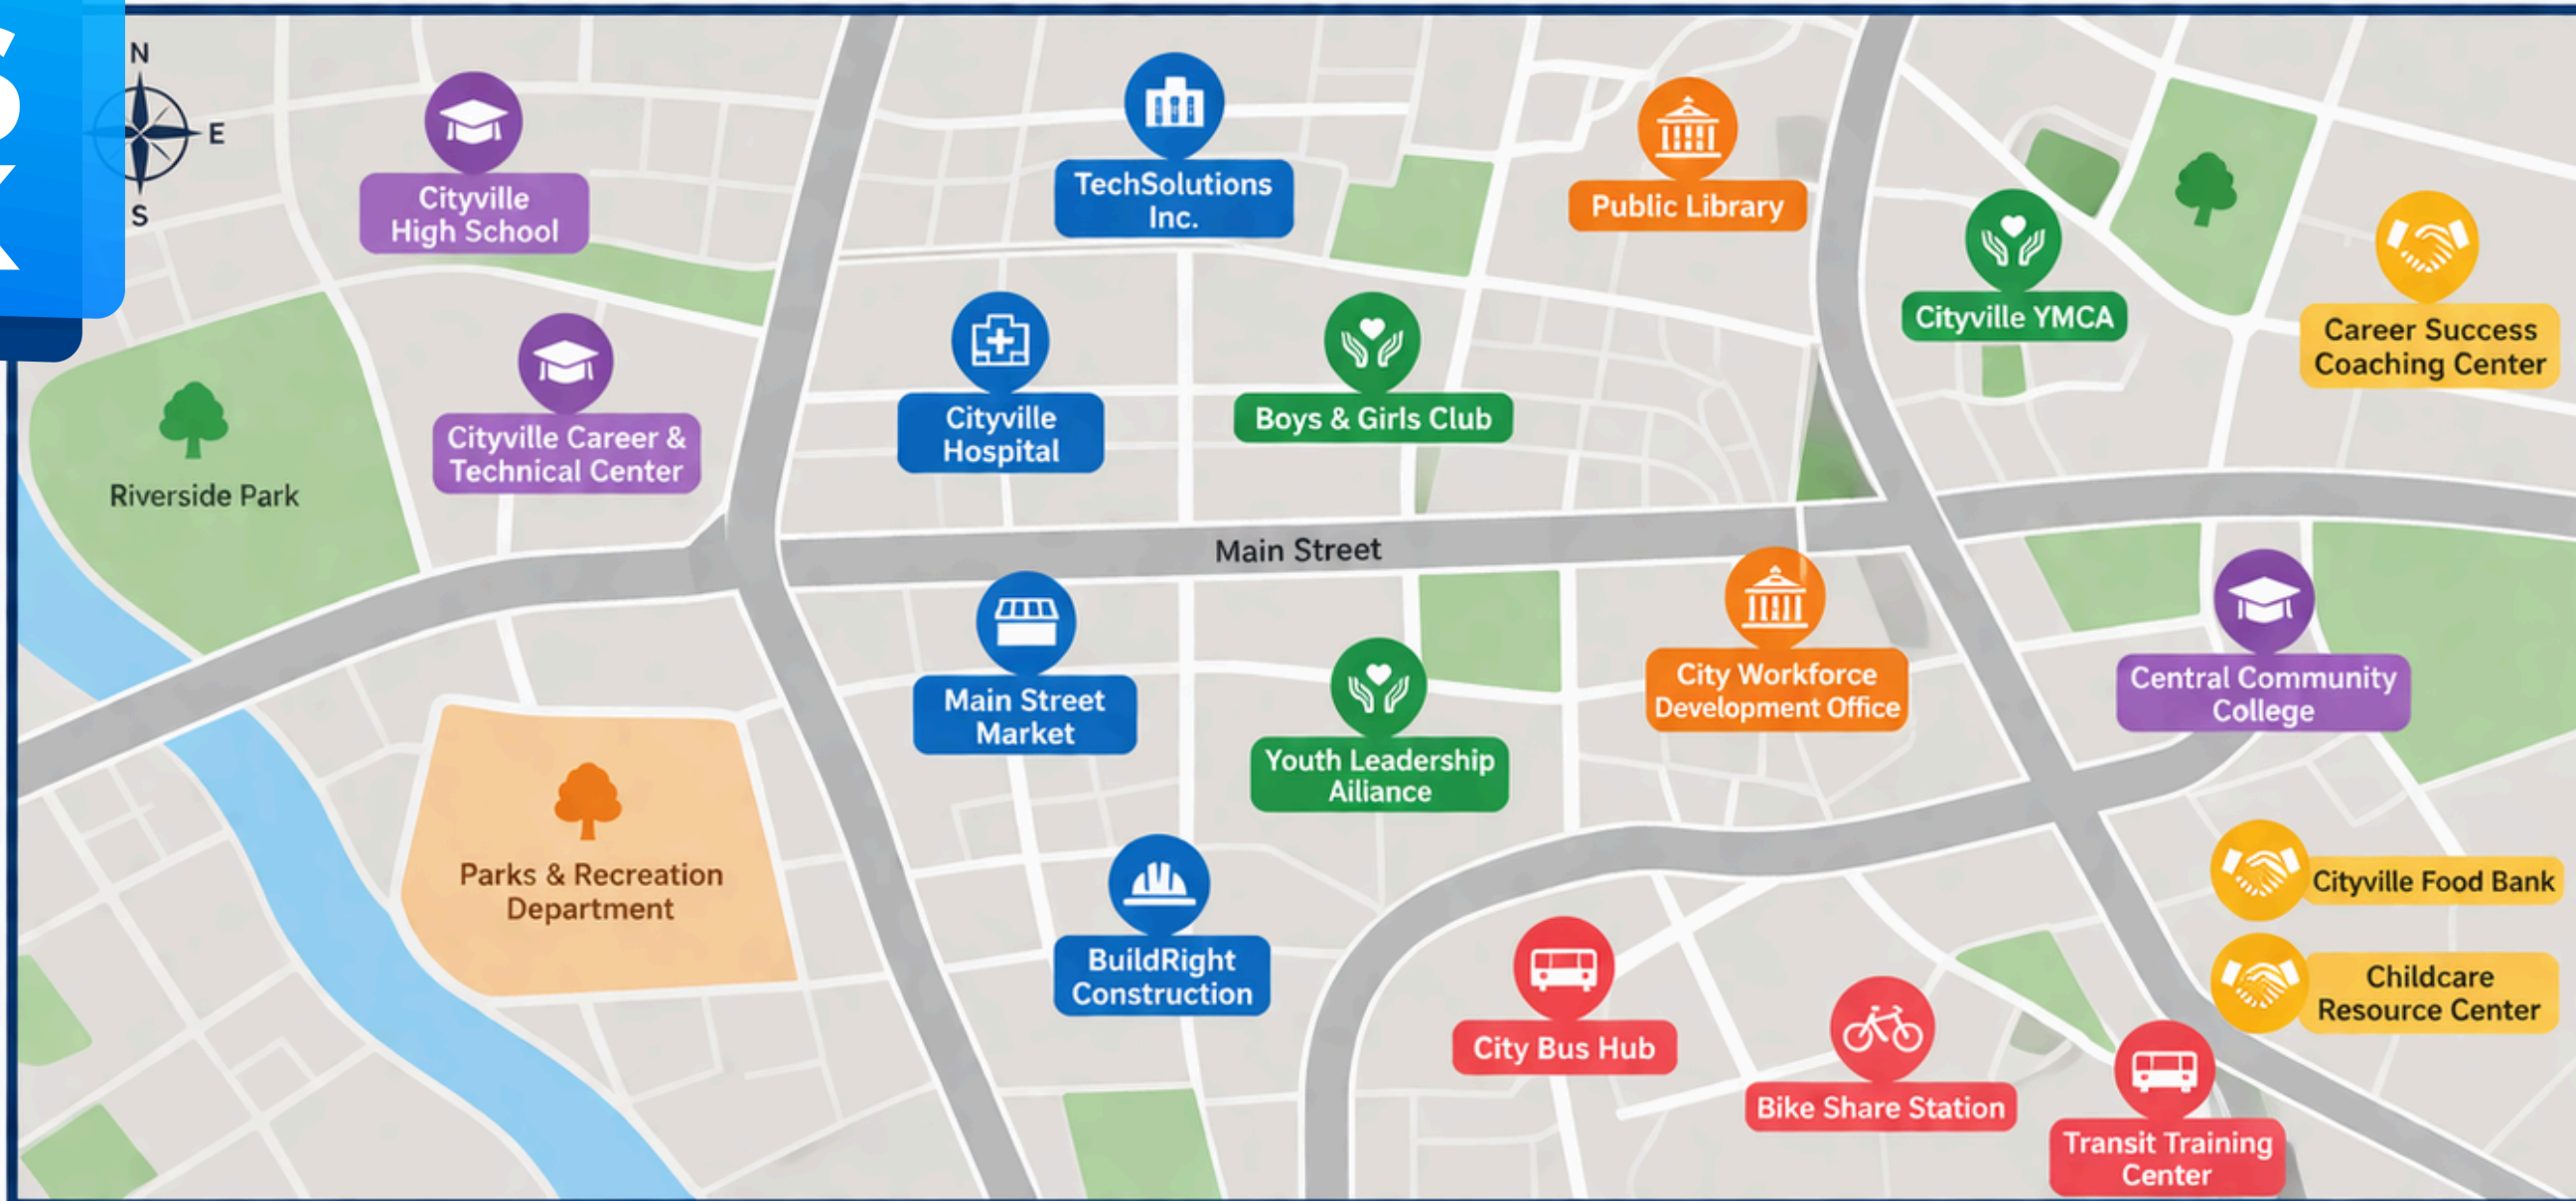 N
E
S
Cityville
High School
TechSolutions
Inc.
Public Library
Cityville YMCA
Career Success
Coaching Center
Riverside Park
Cityville Career &
Technical Center
Cityville
Hospital
Boys & Girls Club
Main Street
Main Street
Market
Youth Leadership
Ailiance
City Workforce
Development Office
Central Community
College
Parks & Recreation
Department
BuildRight
Construction
City Bus Hub
Bike Share Station
Transit Training
Center
Cityville Food Bank
Childcare
Resource Center